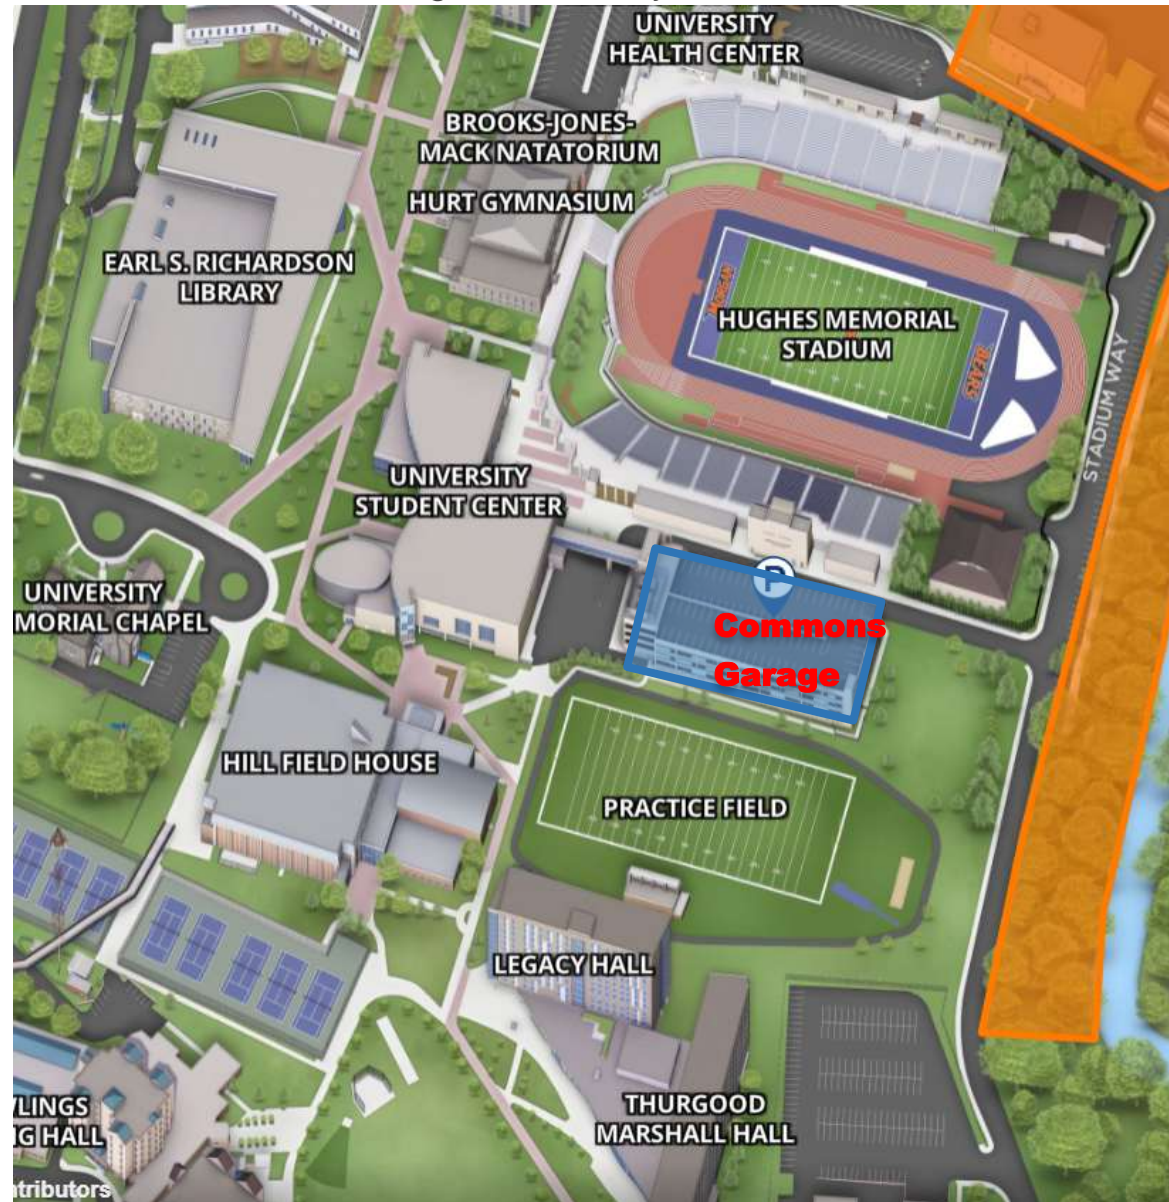 UNIVERSITY
HEALTH CENTER
BROOKS-JONES-
MACK NATATORIUM
HURT GYMNASIUM
EARL S. RICHARDSON
LIBRARY
MORGAN
HUGHES MEMORIAL
STADIUM
BEARS
STADIUM WAY
UNIVERSITY
STUDENT CENTER
P
UNIVERSITY
MORIAL CHAPEL
Commons
Garage
HILL FIELD HOUSE
PRACTICE FIELD
LEGACY HALL
THURGOOD
MARSHALL HALL
LINGS
G HALL
tributors